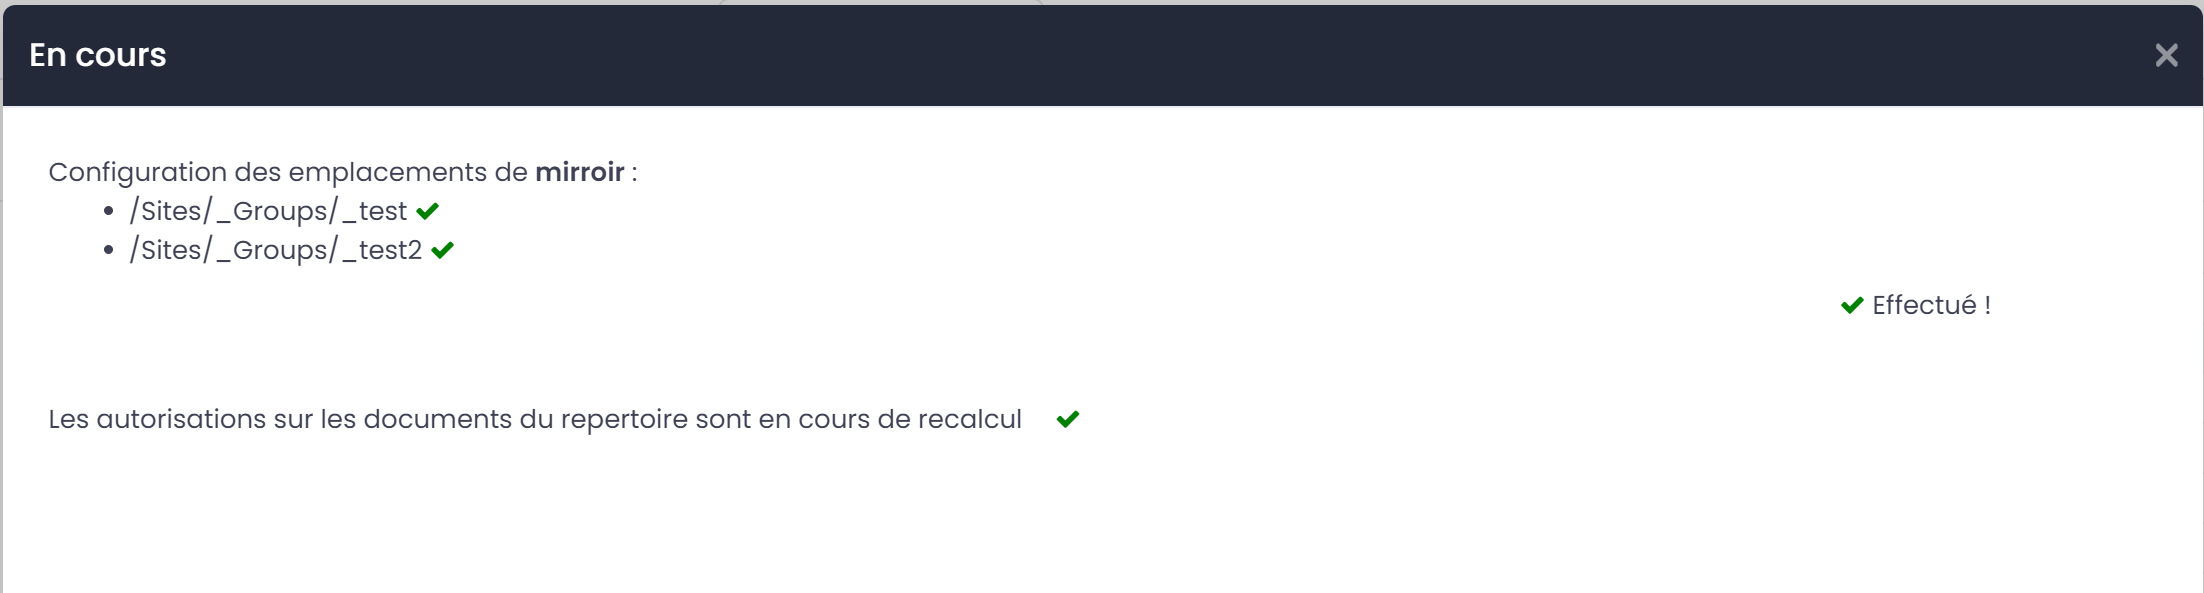 En cours
Configuration des emplacements de mirroir :
/Sites/_Groups/_test
/Sites/_Groups/_test2
Effectué !
Les autorisations sur les documents du repertoire sont en cours de recalcul